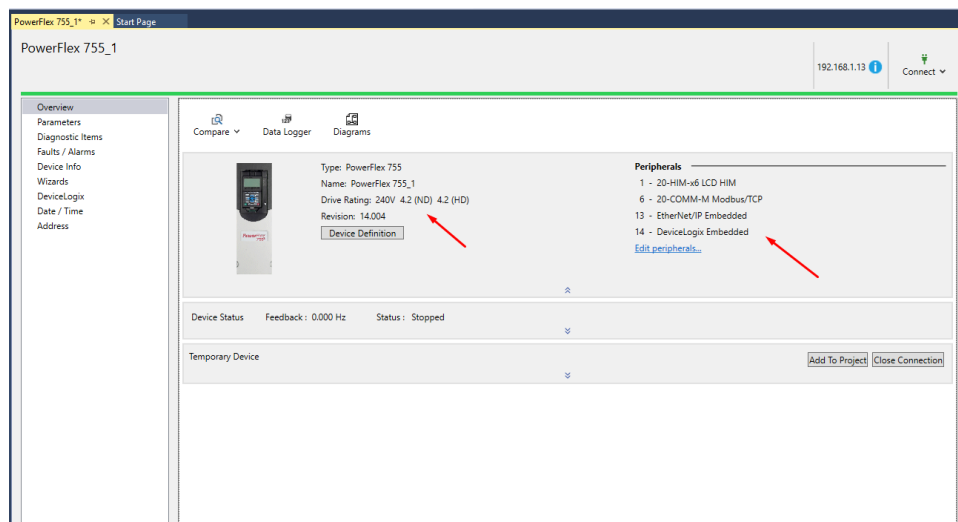 PowerFlex 755_1* Start Page
PowerFlex 755_1
192.168.1.13
Connect
Overview
Parameters
Diagnostic Items
Faults / Alarms
Device Info
Wizards
DeviceLogix
Date / Time
Address
Compare Data Logger Diagrams
Type: PowerFlex 755
Name: PowerFlex 755_1
Drive Rating: 240V 4.2 (ND) 4.2 (HD)
Revision: 14.004
Device Definition
Peripherals
1 - 20-HIM-x6 LCD HIM
6 - 20-COMM-M Modbus/TCP
13 - EtherNet/IP Embedded
14 - DeviceLogix Embedded
Edit peripherals...
Device Status Feedback : 0.000 Hz Status : Stopped
Temporary Device
Add To Project Close Connection